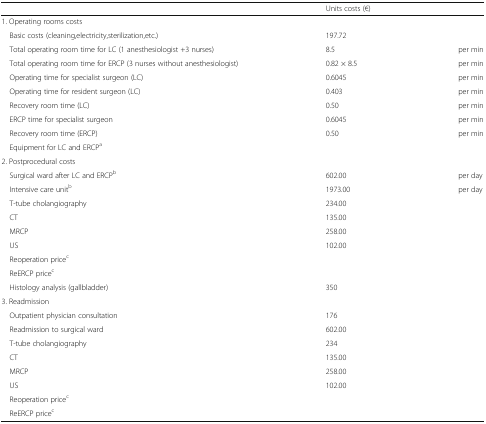 Units costs (€)
1. Operating rooms costs
Basic costs (cleaning,electricity,sterilization,etc.) 197.72
Total operating room time for LC (1 anesthesiologist +3 nurses) 8.5 per min
Total operating room time for ERCP (3 nurses without anesthesiologist) 0.82 × 8.5 per min
Operating time for specialist surgeon (LC) 0.6045 per min
Operating time for resident surgeon (LC) 0.403 per min
Recovery room time (LC) 0.50 per min
ERCP time for specialist surgeon 0.6045 per min
Recovery room time (ERCP) 0.50 per min
Equipment for LC and ERCPa
2. Postprocedural costs
Surgical ward after LC and ERCPb 602.00 per day
Intensive care unitb 1973.00 per day
T-tube cholangiography 234.00
CT 135.00
MRCP 258.00
US 102.00
Reoperation pricec
ReERCP pricec
Histology analysis (gallbladder) 350
3. Readmission
Outpatient physician consultation 176
Readmission to surgical ward 602.00
T-tube cholangiography 234
CT 135.00
MRCP 258.00
US 102.00
Reoperation pricec
ReERCP pricec